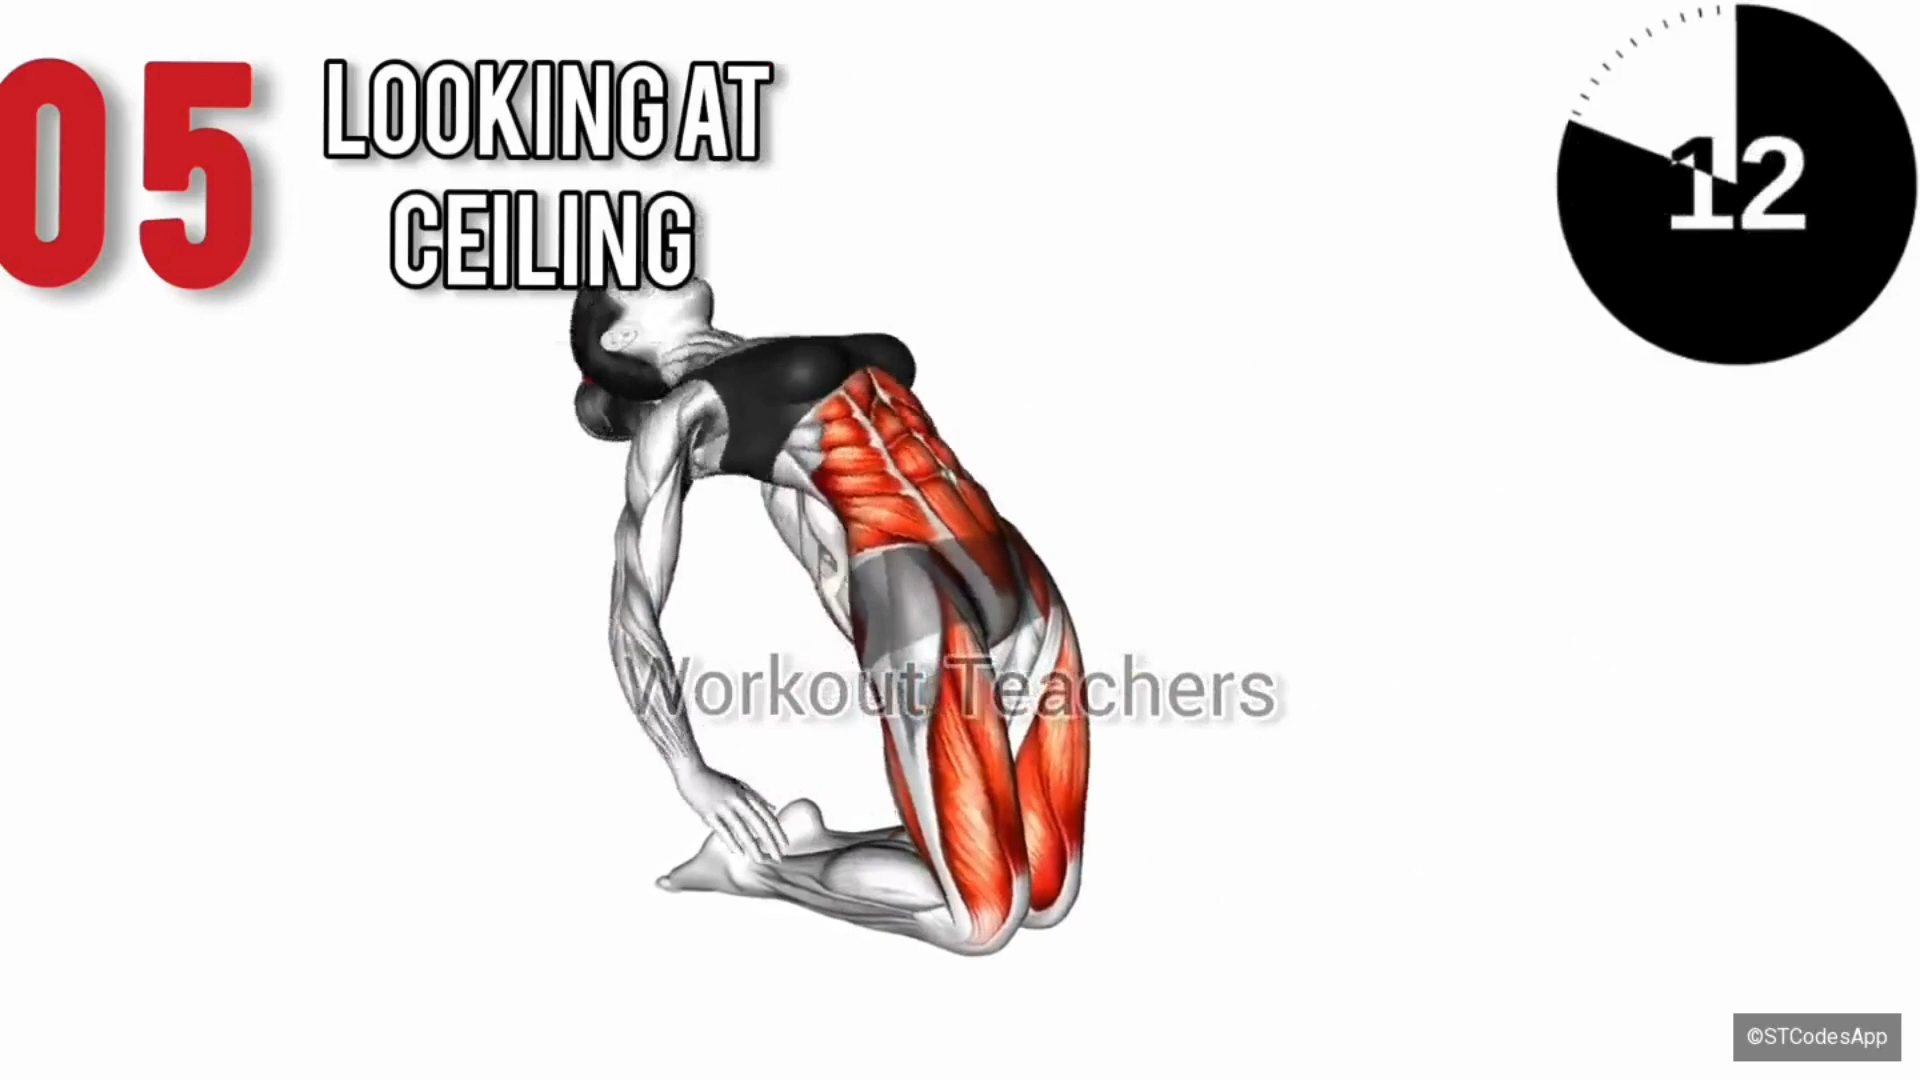 05
LOOKING AT
CEILING
12
Workout Teachers
©STCodesApp